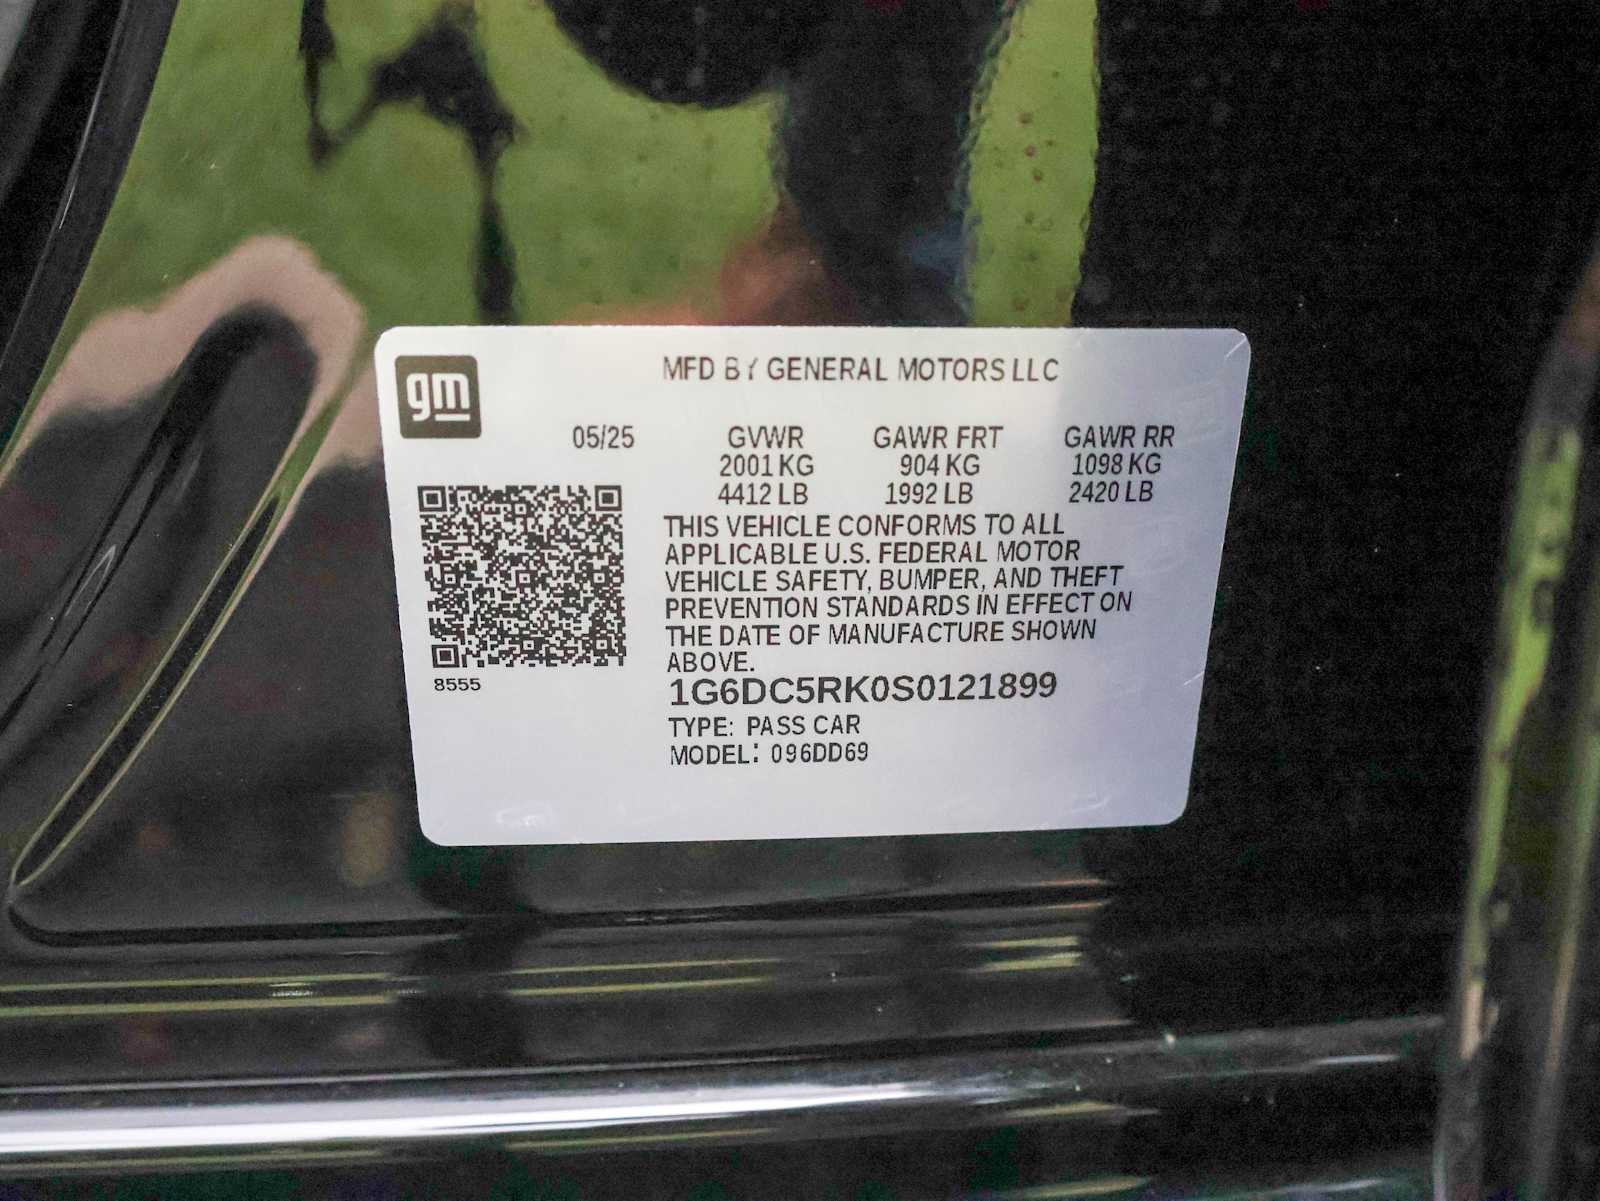 gm
MFD BY GENERAL MOTORS LLC
05/25 GVWR GAWR FRT GAWR RR
2001 KG 904 KG 1098 KG
4412 LB 1992 LB 2420 LB
THIS VEHICLE CONFORMS TO ALL
APPLICABLE U.S. FEDERAL MOTOR
VEHICLE SAFETY, BUMPER, AND THEFT
PREVENTION STANDARDS IN EFFECT ON
THE DATE OF MANUFACTURE SHOWN
ABOVE.
8555
1G6DC5RK0S0121899
TYPE: PASS CAR
MODEL: 096DD69